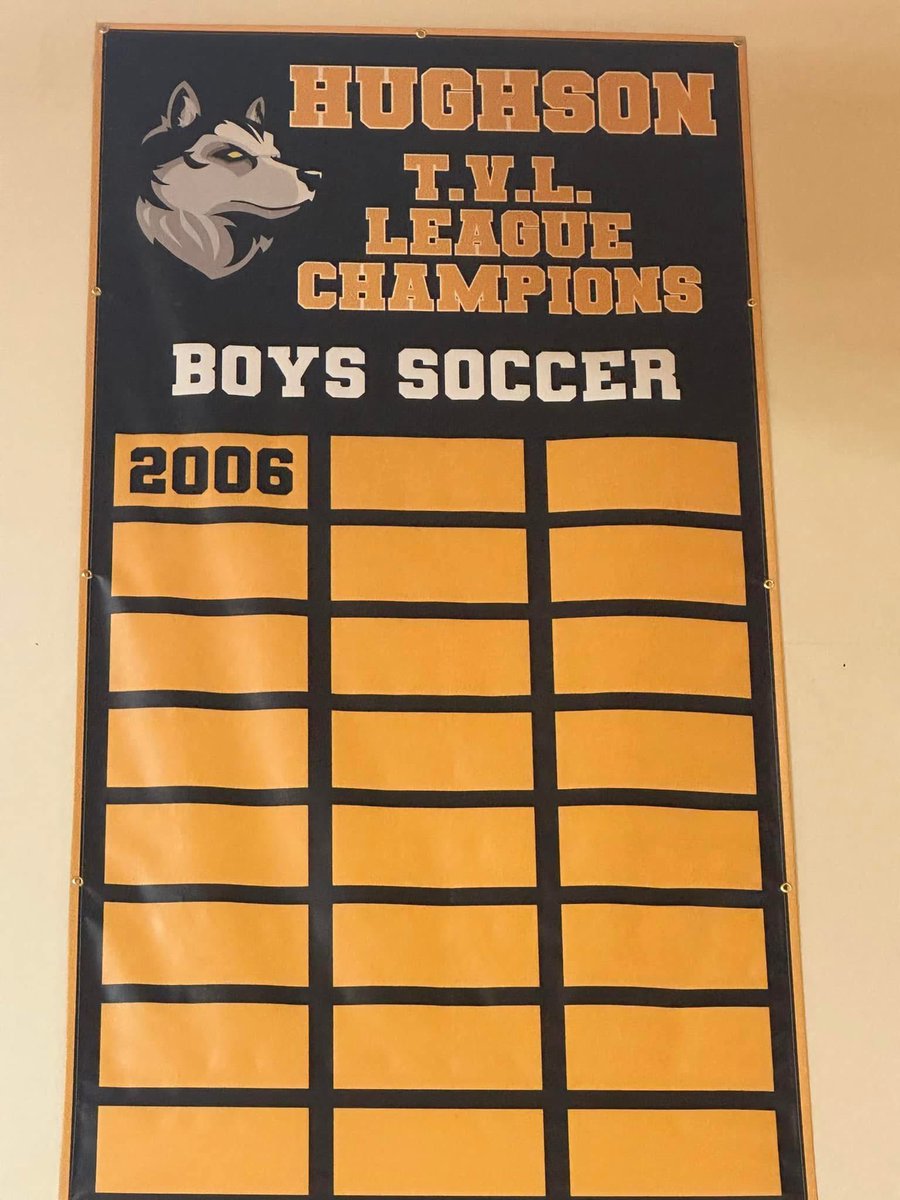 HUGHSON
T.V.L.
LEAGUE
CHAMPIONS
BOYS SOCCER
2006